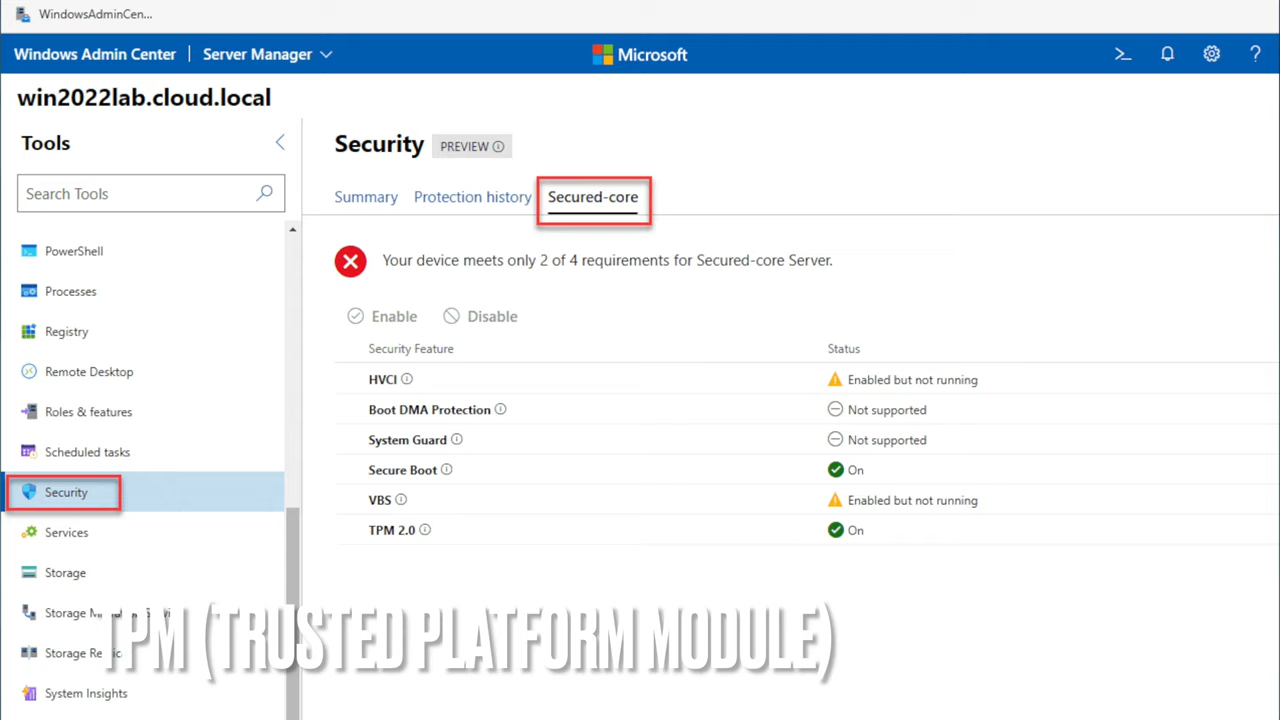 WindowsAdminCen...
Windows Admin Center | Server Manager
Microsoft
>_
?
win2022lab.cloud.local
Tools
Search Tools
PowerShell
Processes
Registry
Remote Desktop
Roles & features
Scheduled tasks
Security
Services
Storage
Storage
Storage
System Insights
Security PREVIEW
Summary Protection history Secured-core
Your device meets only 2 of 4 requirements for Secured-core Server.
Enable Disable
Security Feature Status
HVCI Enabled but not running
Boot DMA Protection Not supported
System Guard Not supported
Secure Boot On
VBS Enabled but not running
TPM 2.0 On
TPM (TRUSTED PLATFORM MODULE)